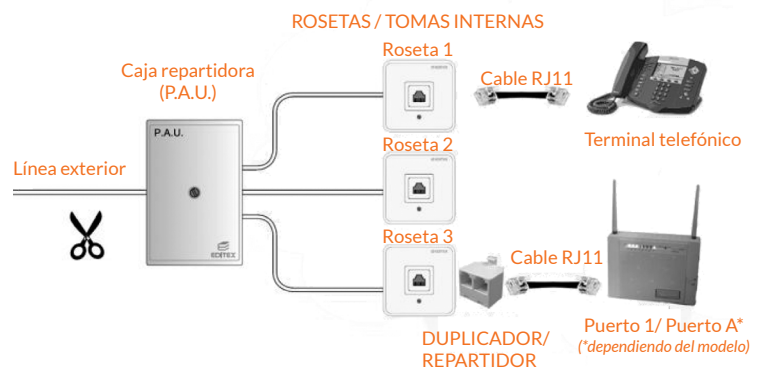 ROSETAS / TOMAS INTERNAS
Roseta 1
Caja repartidora
(P.A.U.)
Cable RJ11
P.A.U.
Terminal telefónico
Línea exterior
Roseta 2
Roseta 3
EDITEX
Cable RJ11
DUPLICADOR/
REPARTIDOR
Puerto 1/ Puerto A*
(*dependiendo del modelo)